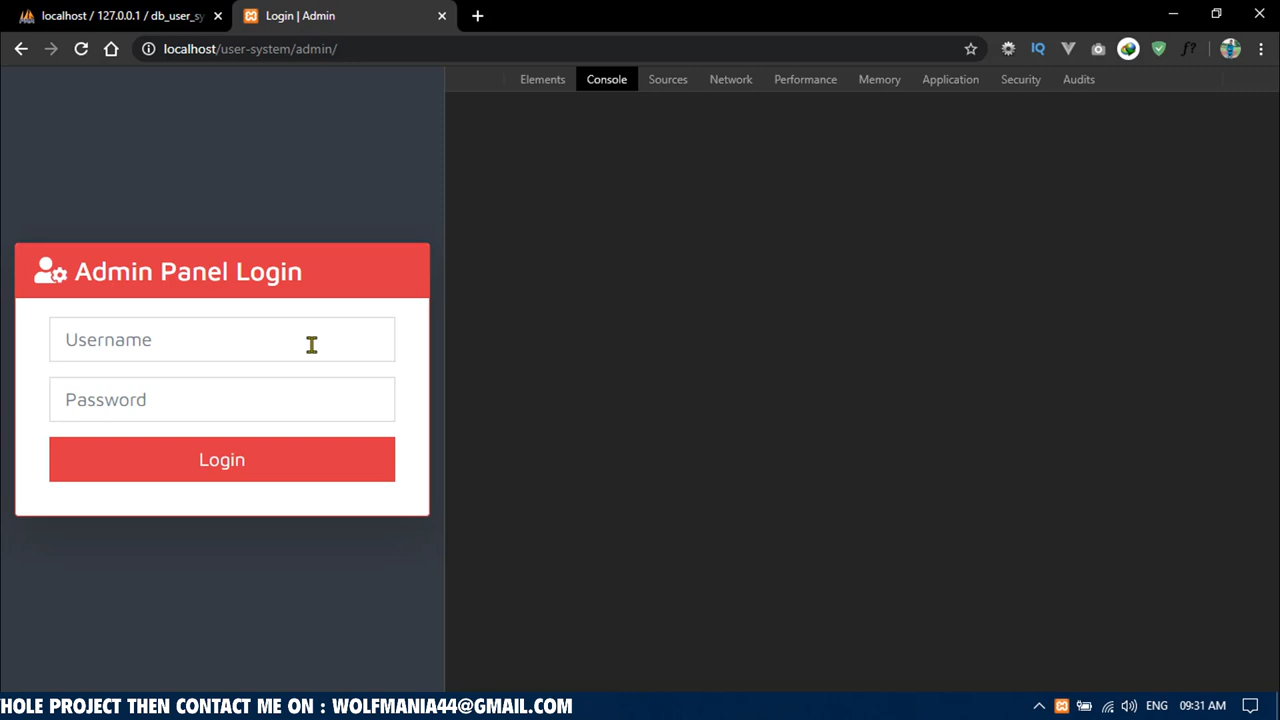 localhost / 127.0.0.1 / db_user_sy
Login | Admin
localhost/user-system/admin/
IQ
f?
Elements
Console
Sources
Network
Performance
Memory
Application
Security
Audits
Admin Panel Login
Username
Password
Login
HOLE PROJECT THEN CONTACT ME ON : WOLFMANIA44@GMAIL.COM
ENG
09:31 AM